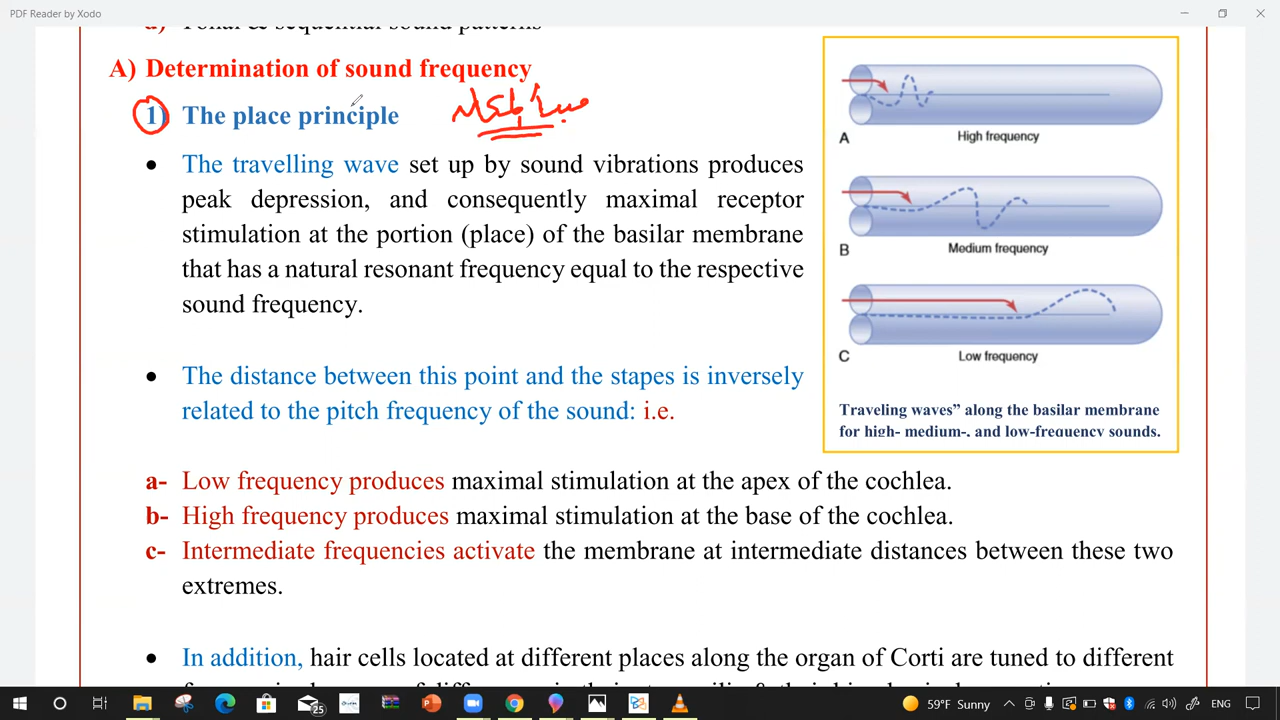 PDF Reader by Xodo
d) Tonal & sequential sound patterns
A) Determination of sound frequency
1) The place principle مبدأ المكان
• The travelling wave set up by sound vibrations produces
peak depression, and consequently maximal receptor
stimulation at the portion (place) of the basilar membrane
that has a natural resonant frequency equal to the respective
sound frequency.
• The distance between this point and the stapes is inversely
related to the pitch frequency of the sound: i.e.
A
High frequency
B
Medium frequency
C
Low frequency
Traveling waves” along the basilar membrane
for high- medium-, and low-frequency sounds.
a- Low frequency produces maximal stimulation at the apex of the cochlea.
b- High frequency produces maximal stimulation at the base of the cochlea.
c- Intermediate frequencies activate the membrane at intermediate distances between these two
extremes.
• In addition, hair cells located at different places along the organ of Corti are tuned to different
25
59°F Sunny
ENG